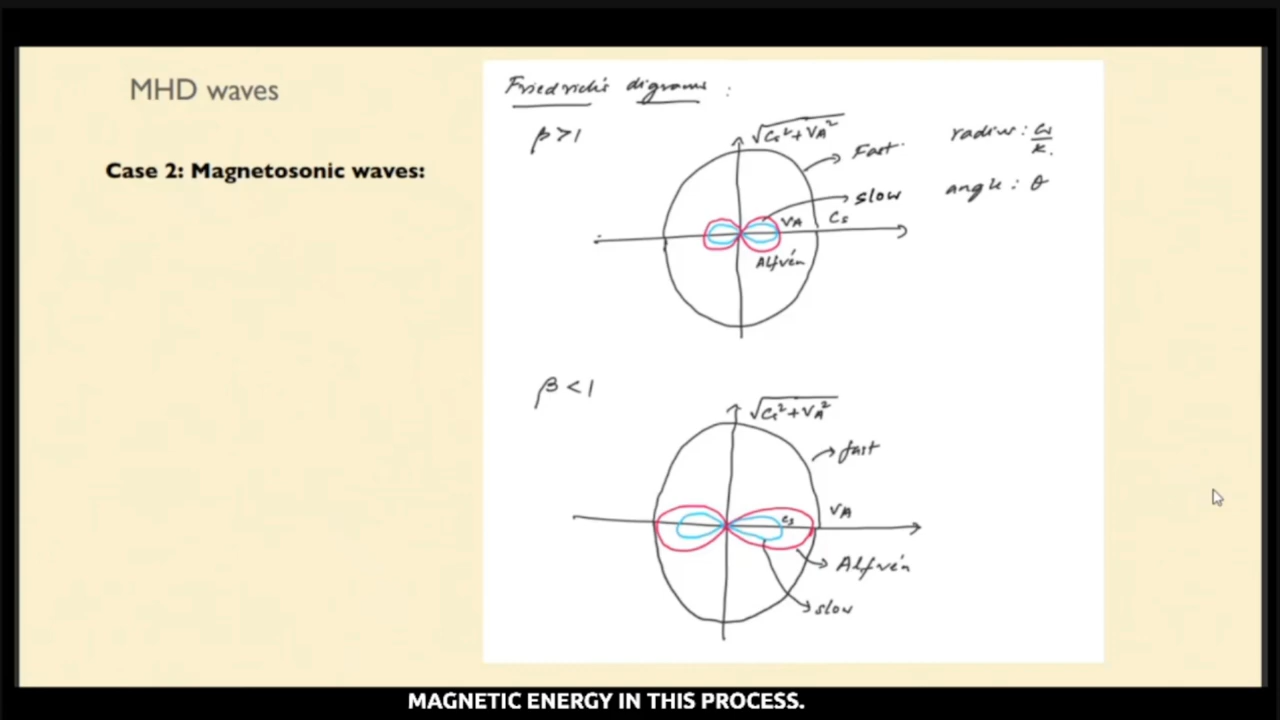 MHD waves
Case 2: Magnetosonic waves:
Friedrich's digrams :
β > 1
√Cs²+VA²
Fast
radius: ω/k
slow
angle : θ
VA
Cs
Alfvén
β < 1
√Cs²+VA²
fast
VA
cs
Alfvén
slow
MAGNETIC ENERGY IN THIS PROCESS.